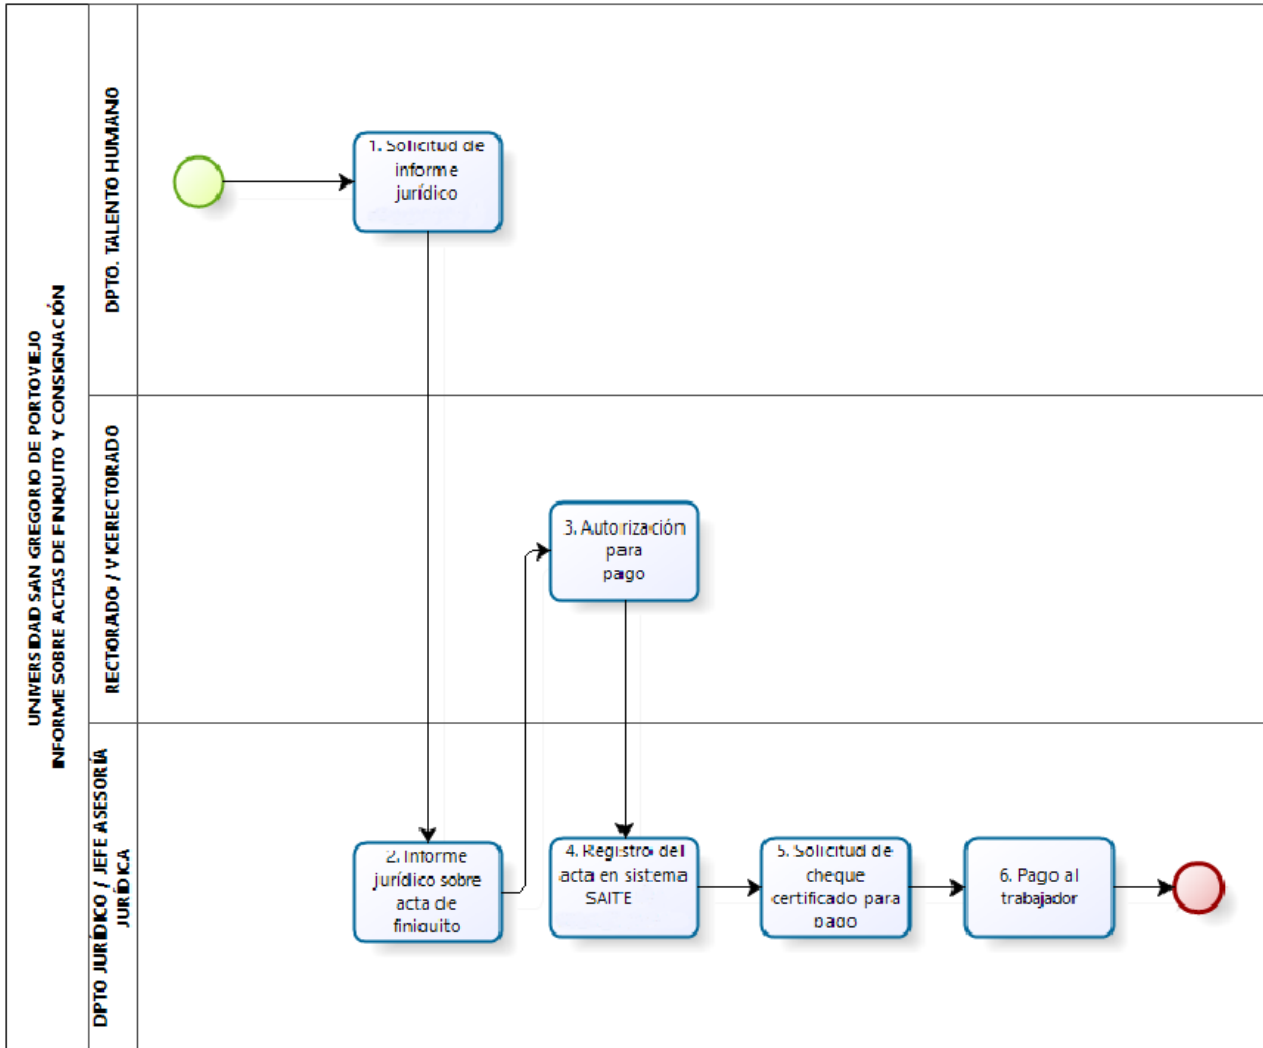 UNIVERSIDAD SAN GREGORIO DE PORTOVIEJO
INFORME SOBRE ACTAS DE FINIQUITO Y CONSIGNACIÓN
DPTO. TALENTO HUMANO
1. Solicitud de
informe
jurídico
RECTORADO / VICERECTORADO
3. Autorización
para
pago
DPTO JURÍDICO / JEFE ASESORÍA
JURÍDICA
2. Informe
jurídico sobre
acta de
finiquito
4. Registro del
acta en sistema
SAITE
5. Solicitud de
cheque
certificado para
pago
6. Pago al
trabajador